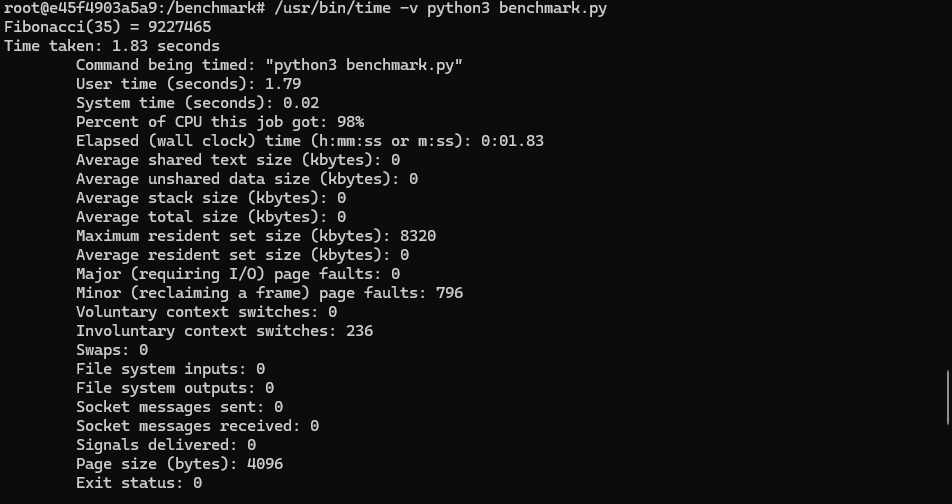 root@e45f4903a5a9:/benchmark# /usr/bin/time -v python3 benchmark.py
Fibonacci(35) = 9227465
Time taken: 1.83 seconds
Command being timed: "python3 benchmark.py"
User time (seconds): 1.79
System time (seconds): 0.02
Percent of CPU this job got: 98%
Elapsed (wall clock) time (h:mm:ss or m:ss): 0:01.83
Average shared text size (kbytes): 0
Average unshared data size (kbytes): 0
Average stack size (kbytes): 0
Average total size (kbytes): 0
Maximum resident set size (kbytes): 8320
Average resident set size (kbytes): 0
Major (requiring I/O) page faults: 0
Minor (reclaiming a frame) page faults: 796
Voluntary context switches: 0
Involuntary context switches: 236
Swaps: 0
File system inputs: 0
File system outputs: 0
Socket messages sent: 0
Socket messages received: 0
Signals delivered: 0
Page size (bytes): 4096
Exit status: 0